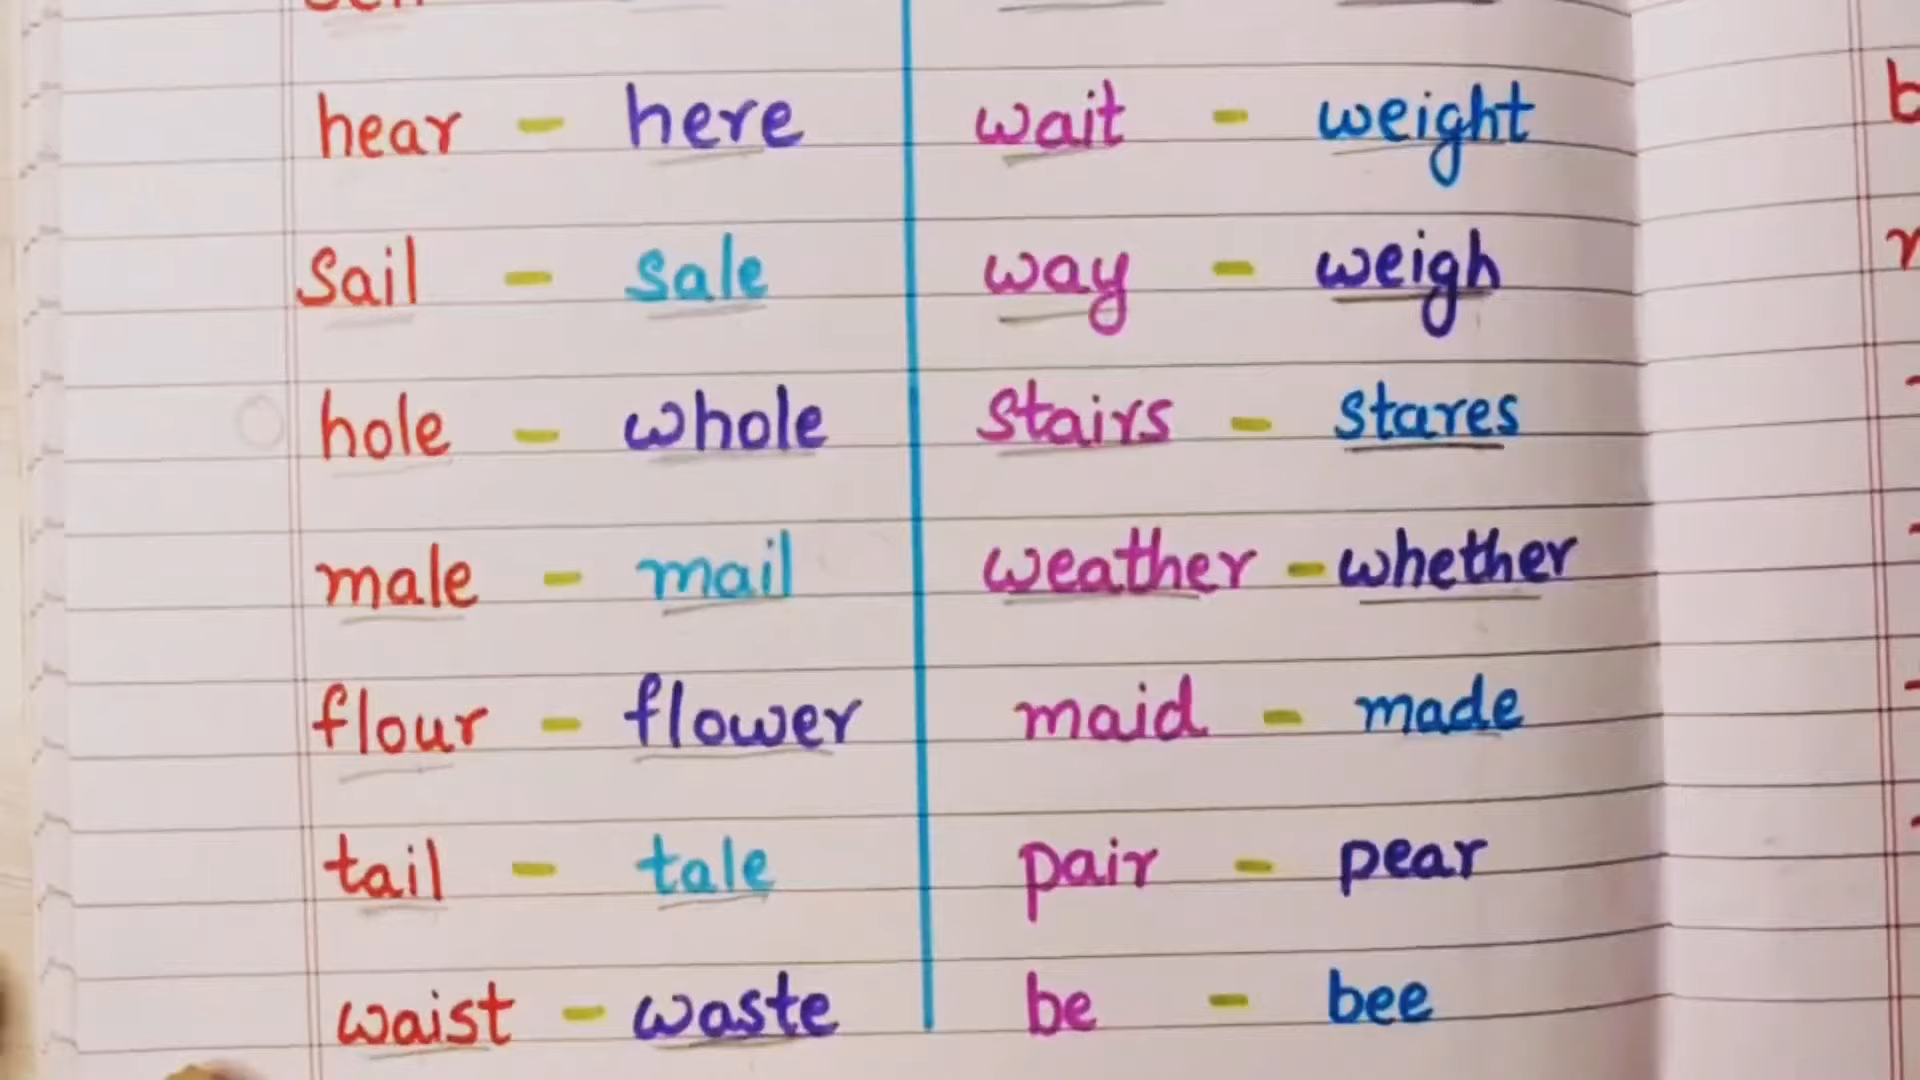 hear - here
sail - sale
hole - whole
male - mail
flour - flower
tail - tale
waist - waste
wait - weight
way - weigh
stairs - stares
weather - whether
maid - made
pair - pear
be - bee